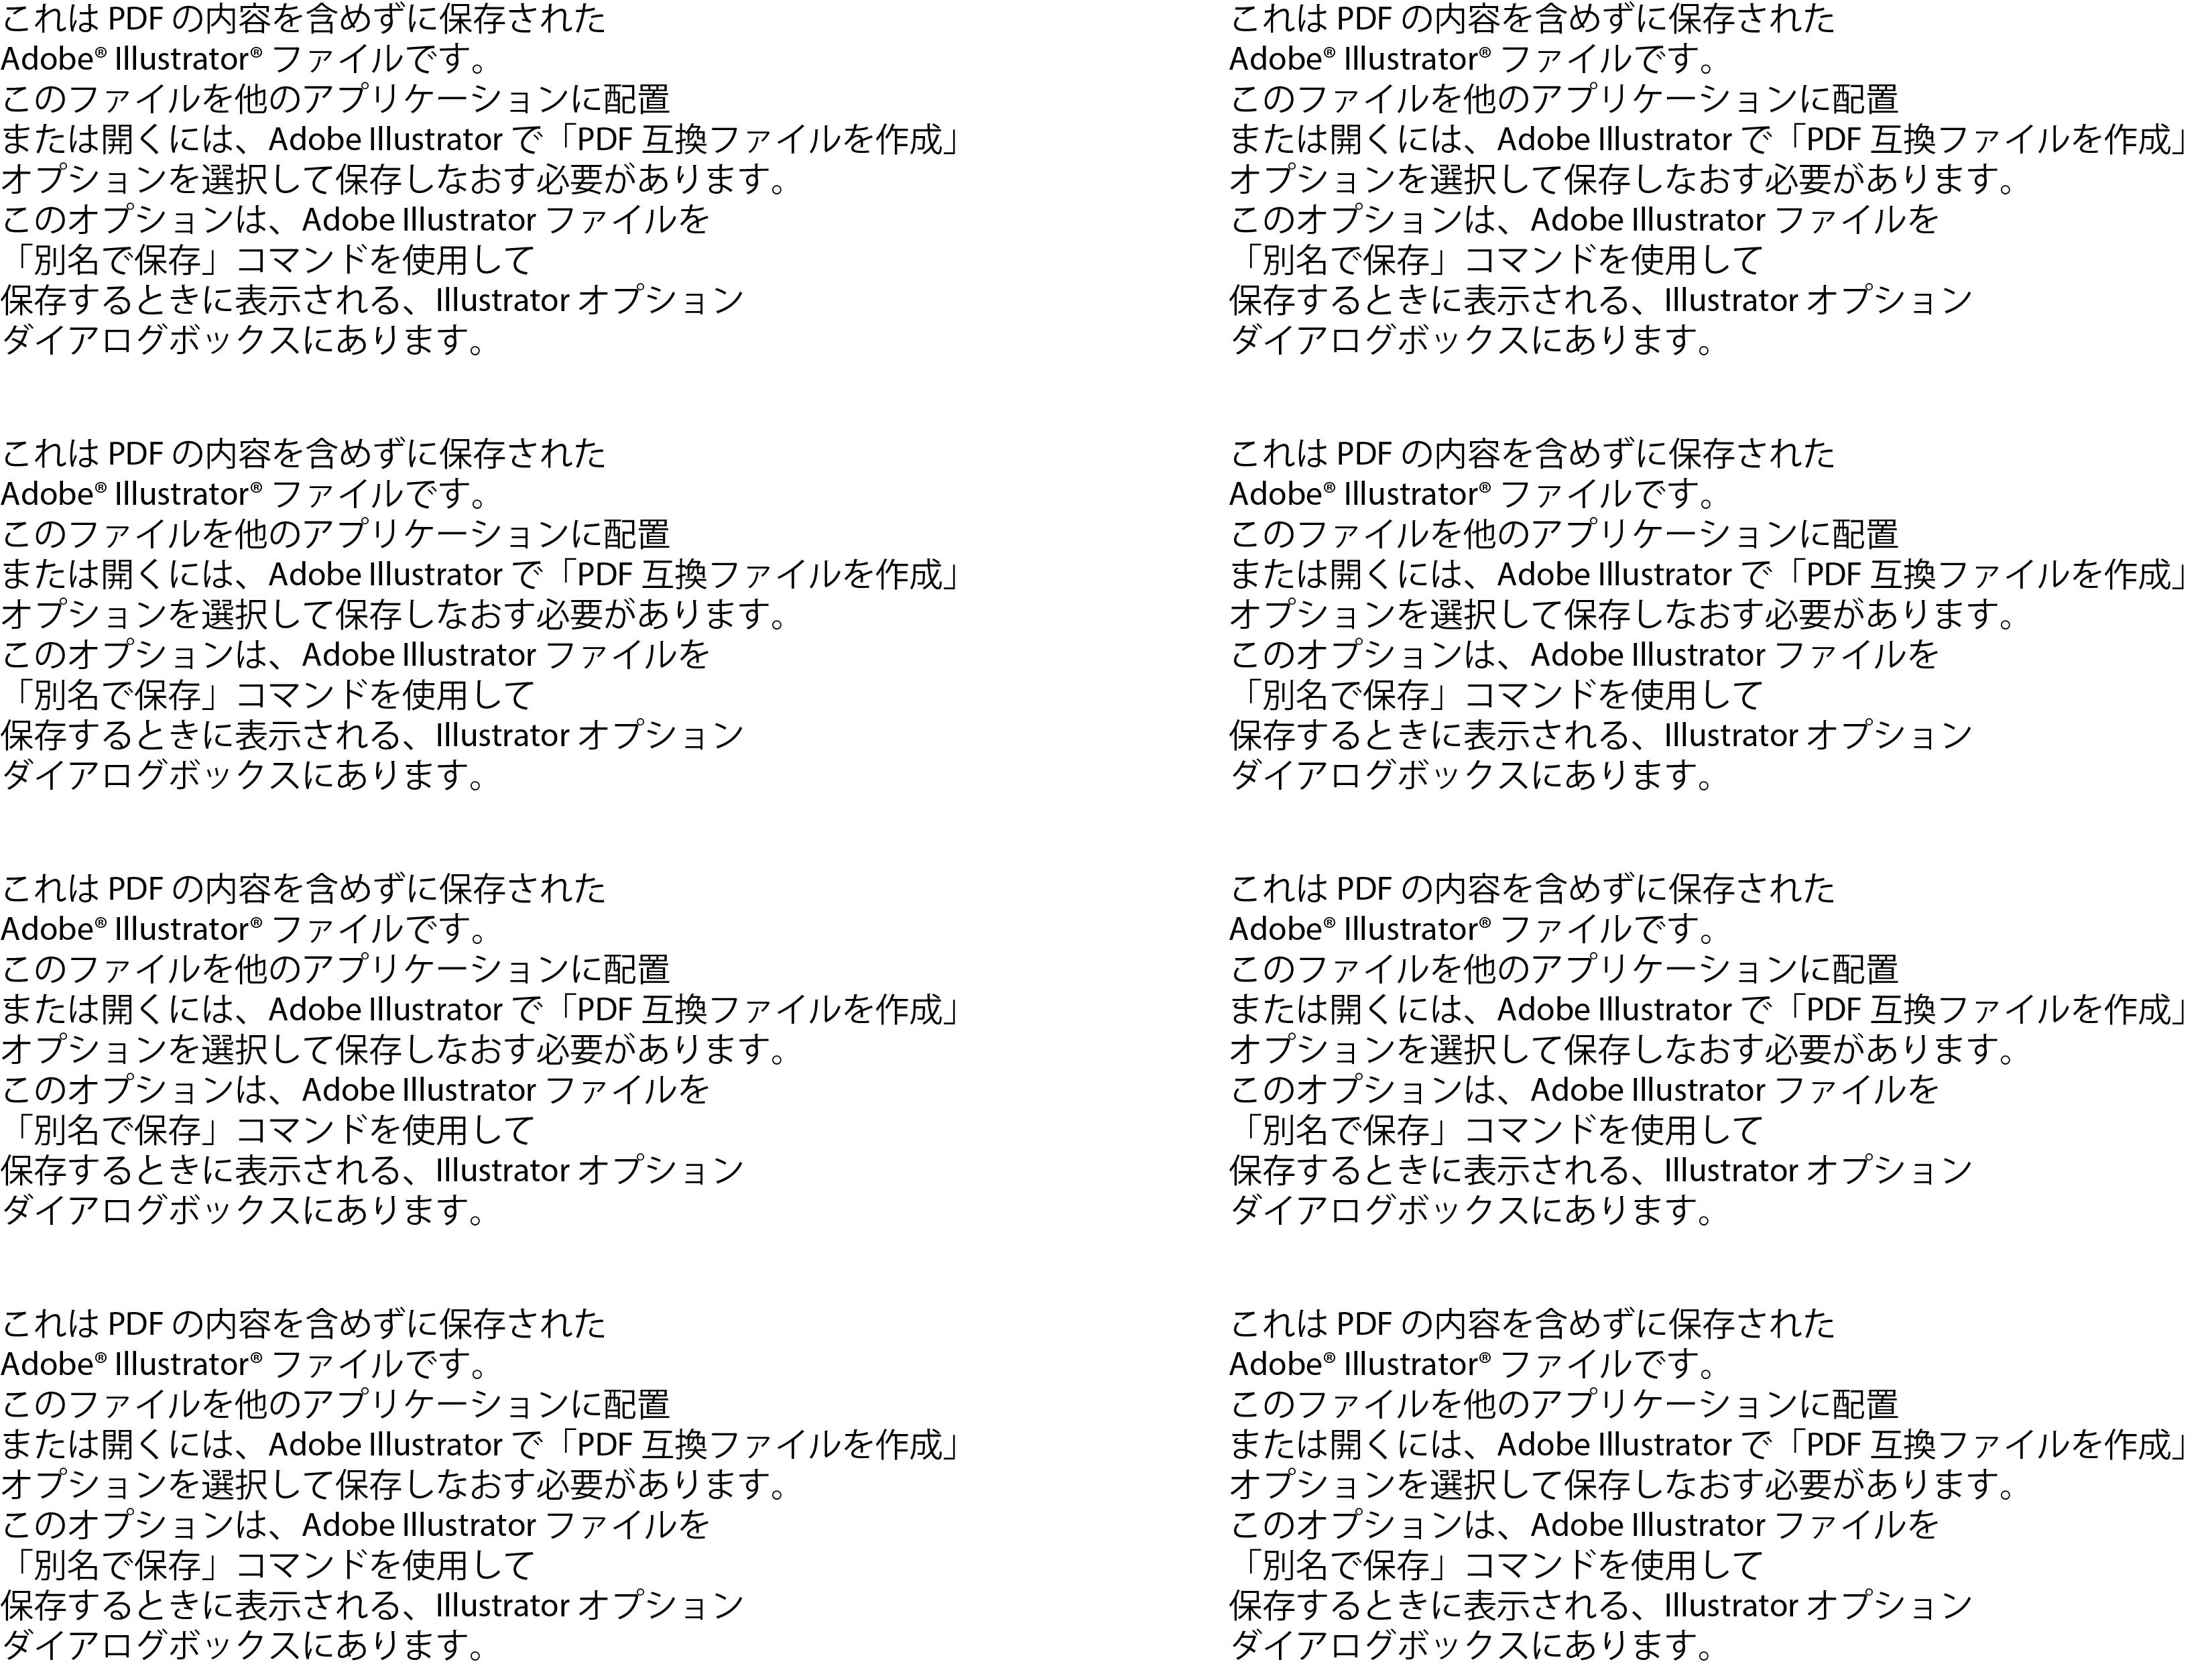 これは PDF の内容を含めずに保存された
Adobe® Illustrator® ファイルです。
このファイルを他のアプリケーションに配置
または開くには、Adobe Illustrator で「PDF 互換ファイルを作成」
オプションを選択して保存しなおす必要があります。
このオプションは、Adobe Illustrator ファイルを
「別名で保存」コマンドを使用して
保存するときに表示される、Illustrator オプション
ダイアログボックスにあります。
これは PDF の内容を含めずに保存された
Adobe® Illustrator® ファイルです。
このファイルを他のアプリケーションに配置
または開くには、Adobe Illustrator で「PDF 互換ファイルを作成」
オプションを選択して保存しなおす必要があります。
このオプションは、Adobe Illustrator ファイルを
「別名で保存」コマンドを使用して
保存するときに表示される、Illustrator オプション
ダイアログボックスにあります。
これは PDF の内容を含めずに保存された
Adobe® Illustrator® ファイルです。
このファイルを他のアプリケーションに配置
または開くには、Adobe Illustrator で「PDF 互換ファイルを作成」
オプションを選択して保存しなおす必要があります。
このオプションは、Adobe Illustrator ファイルを
「別名で保存」コマンドを使用して
保存するときに表示される、Illustrator オプション
ダイアログボックスにあります。
これは PDF の内容を含めずに保存された
Adobe® Illustrator® ファイルです。
このファイルを他のアプリケーションに配置
または開くには、Adobe Illustrator で「PDF 互換ファイルを作成」
オプションを選択して保存しなおす必要があります。
このオプションは、Adobe Illustrator ファイルを
「別名で保存」コマンドを使用して
保存するときに表示される、Illustrator オプション
ダイアログボックスにあります。
これは PDF の内容を含めずに保存された
Adobe® Illustrator® ファイルです。
このファイルを他のアプリケーションに配置
または開くには、Adobe Illustrator で「PDF 互換ファイルを作成」
オプションを選択して保存しなおす必要があります。
このオプションは、Adobe Illustrator ファイルを
「別名で保存」コマンドを使用して
保存するときに表示される、Illustrator オプション
ダイアログボックスにあります。
これは PDF の内容を含めずに保存された
Adobe® Illustrator® ファイルです。
このファイルを他のアプリケーションに配置
または開くには、Adobe Illustrator で「PDF 互換ファイルを作成」
オプションを選択して保存しなおす必要があります。
このオプションは、Adobe Illustrator ファイルを
「別名で保存」コマンドを使用して
保存するときに表示される、Illustrator オプション
ダイアログボックスにあります。
これは PDF の内容を含めずに保存された
Adobe® Illustrator® ファイルです。
このファイルを他のアプリケーションに配置
または開くには、Adobe Illustrator で「PDF 互換ファイルを作成」
オプションを選択して保存しなおす必要があります。
このオプションは、Adobe Illustrator ファイルを
「別名で保存」コマンドを使用して
保存するときに表示される、Illustrator オプション
ダイアログボックスにあります。
これは PDF の内容を含めずに保存された
Adobe® Illustrator® ファイルです。
このファイルを他のアプリケーションに配置
または開くには、Adobe Illustrator で「PDF 互換ファイルを作成」
オプションを選択して保存しなおす必要があります。
このオプションは、Adobe Illustrator ファイルを
「別名で保存」コマンドを使用して
保存するときに表示される、Illustrator オプション
ダイアログボックスにあります。